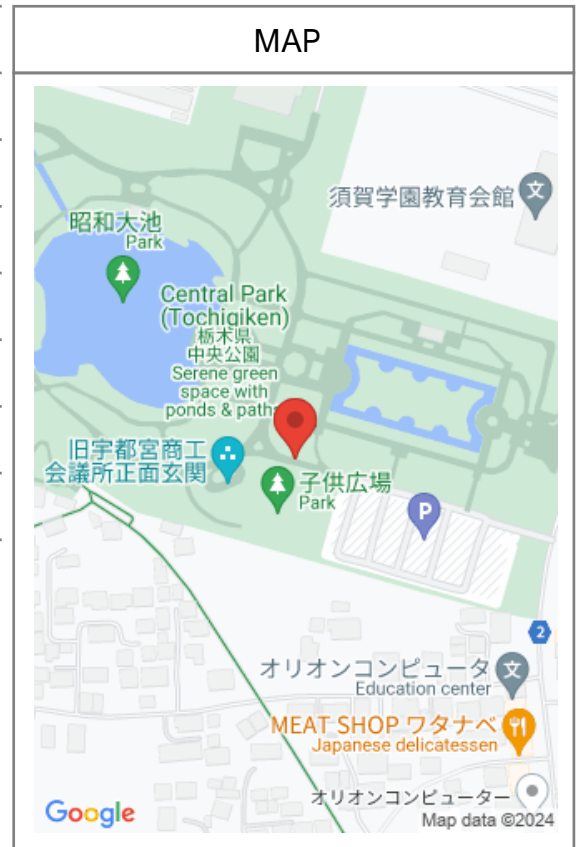 MAP
須賀学園教育会館
昭和大池
Park
Central Park
(Tochigiken)
栃木県
中央公園
Serene green
space with
ponds & paths
旧宇都宮商工
会議所正面玄関
子供広場
Park
P
2
オリオンコンピュータ
Education center
MEAT SHOP ワタナベ
Japanese delicatessen
オリオンコンピューター
Google
Map data ©2024